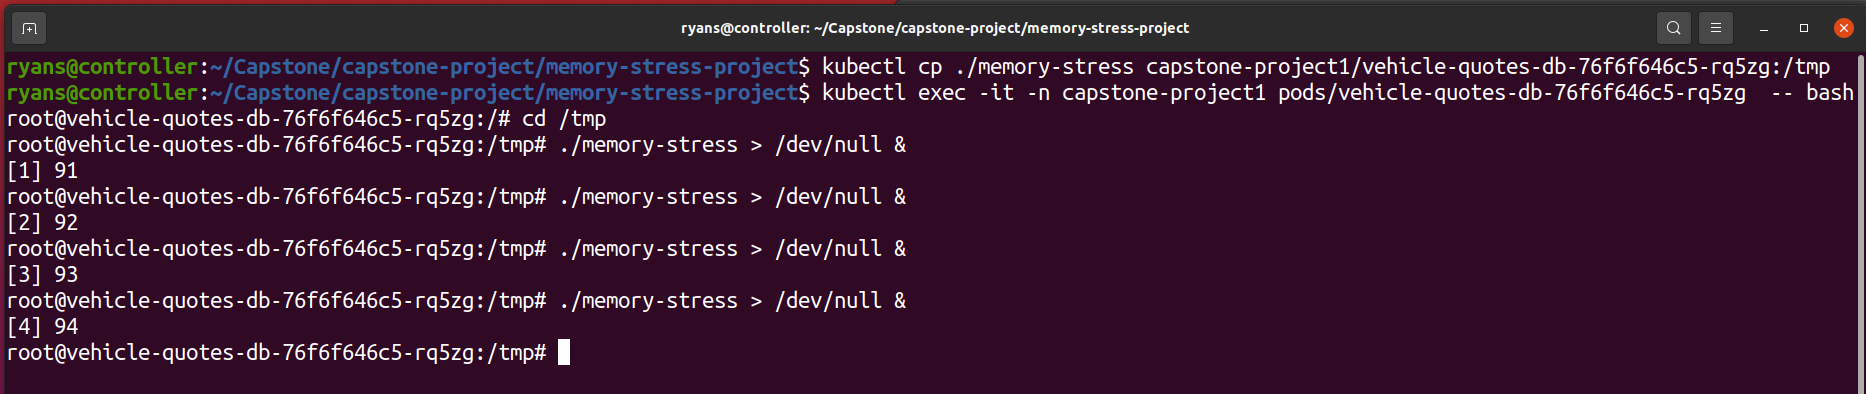 ryans@controller: ~/Capstone/capstone-project/memory-stress-project
ryans@controller:~/Capstone/capstone-project/memory-stress-project$ kubectl cp ./memory-stress capstone-project1/vehicle-quotes-db-76f6f646c5-rq5zg:/tmp
ryans@controller:~/Capstone/capstone-project/memory-stress-project$ kubectl exec -it -n capstone-project1 pods/vehicle-quotes-db-76f6f646c5-rq5zg  -- bash
root@vehicle-quotes-db-76f6f646c5-rq5zg:/# cd /tmp
root@vehicle-quotes-db-76f6f646c5-rq5zg:/tmp# ./memory-stress > /dev/null &
[1] 91
root@vehicle-quotes-db-76f6f646c5-rq5zg:/tmp# ./memory-stress > /dev/null &
[2] 92
root@vehicle-quotes-db-76f6f646c5-rq5zg:/tmp# ./memory-stress > /dev/null &
[3] 93
root@vehicle-quotes-db-76f6f646c5-rq5zg:/tmp# ./memory-stress > /dev/null &
[4] 94
root@vehicle-quotes-db-76f6f646c5-rq5zg:/tmp#